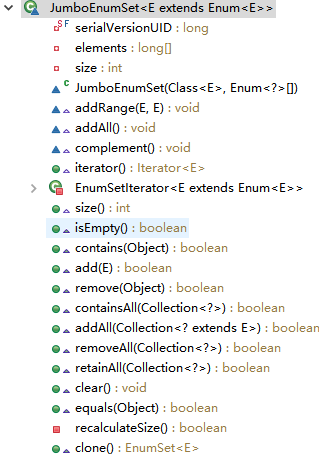 JumboEnumSet<E extends Enum<E>>
S F serialVersionUID : long
elements : long[]
size : int
C JumboEnumSet(Class<E>, Enum<?>[])
addRange(E, E) : void
addAll() : void
complement() : void
iterator() : Iterator<E>
EnumSetIterator<E extends Enum<E>>
size() : int
isEmpty() : boolean
contains(Object) : boolean
add(E) : boolean
remove(Object) : boolean
containsAll(Collection<?>) : boolean
addAll(Collection<? extends E>) : boolean
removeAll(Collection<?>) : boolean
retainAll(Collection<?>) : boolean
clear() : void
equals(Object) : boolean
recalculateSize() : boolean
clone() : EnumSet<E>